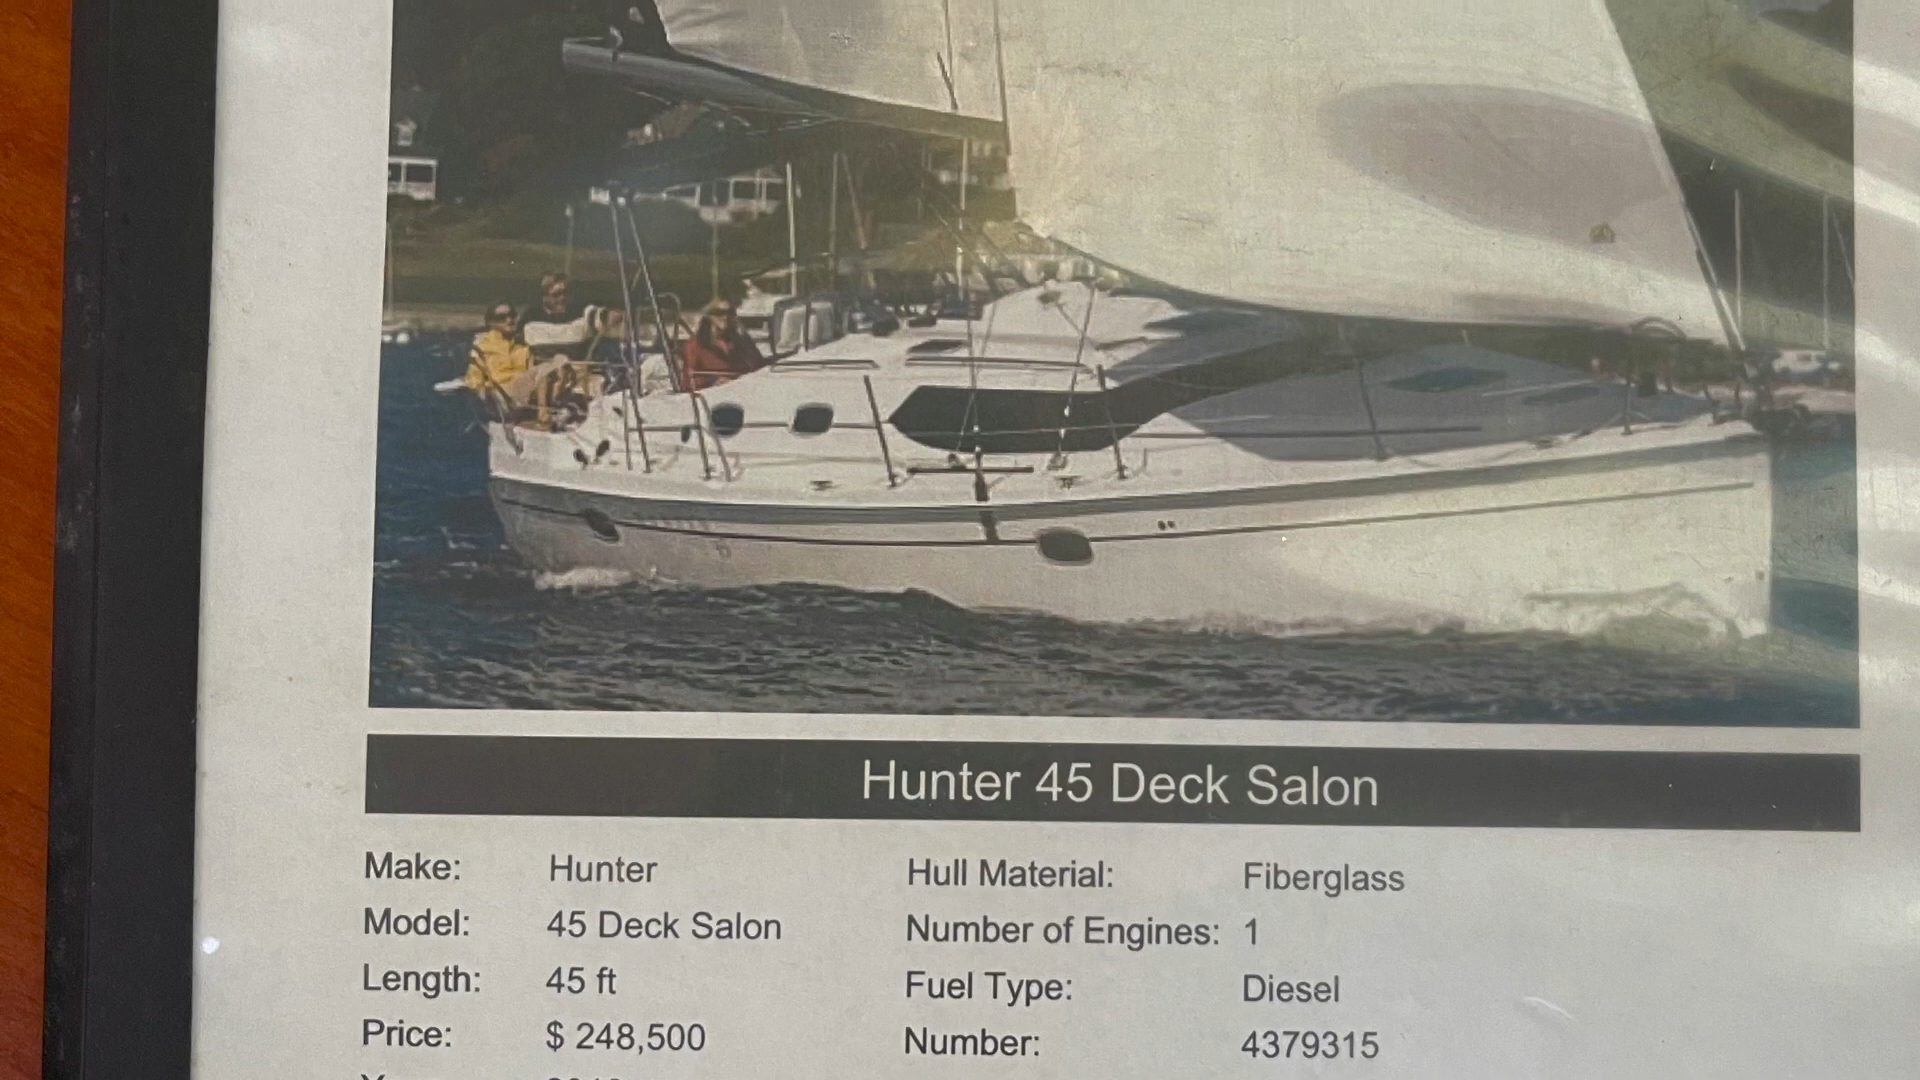 Hunter 45 Deck Salon
Make: Hunter Hull Material: Fiberglass
Model: 45 Deck Salon Number of Engines: 1
Length: 45 ft Fuel Type: Diesel
Price: $ 248,500 Number: 4379315